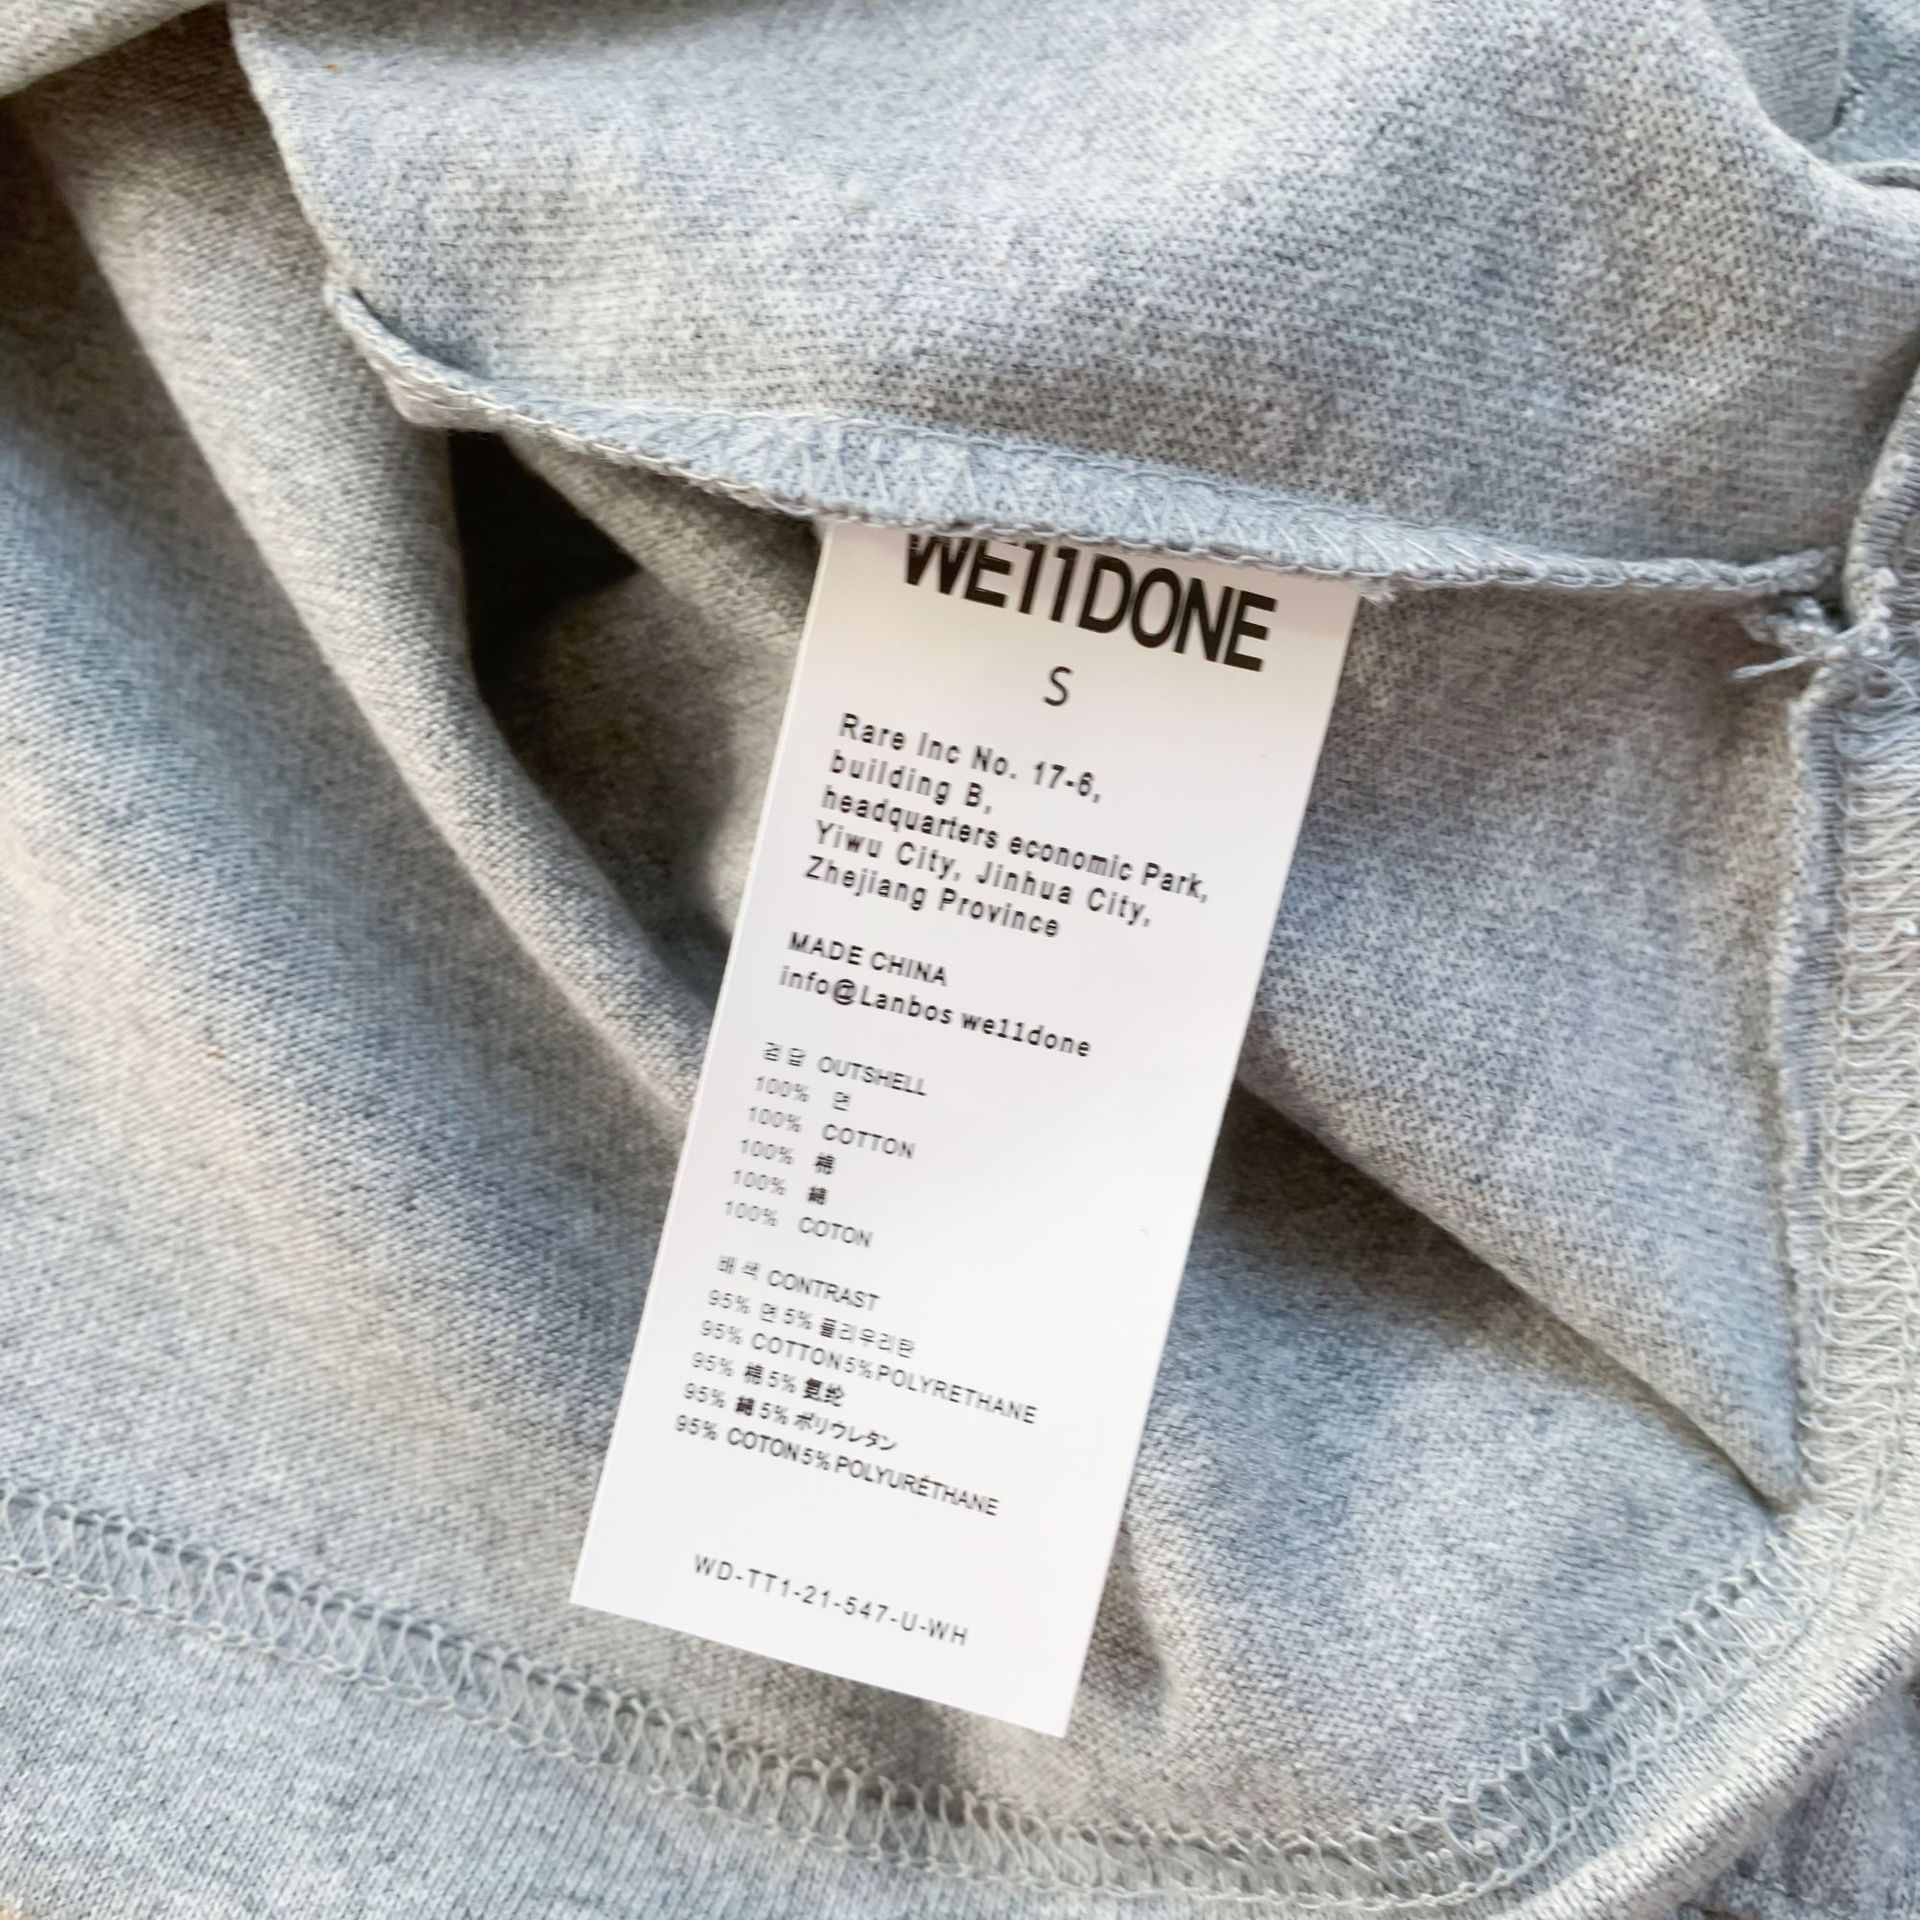 WE11DONE
S
Rare Inc No. 17-6,
building B,
headquarters economic Park,
Yiwu City, Jinhua City,
Zhejiang Province
MADE CHINA
info@Lanbos we11done
검답 OUTSHELL
100% 면
100% COTTON
100% 棉
100% 綿
100% COTON
배색 CONTRAST
95% 면 5% 폴리우리탄
95% COTTON 5% POLYRETHANE
95% 棉 5% 氨纶
95% 綿 5% ポリウレタン
95% COTON 5% POLYURÉTHANE
WD-TT1-21-547-U-WH